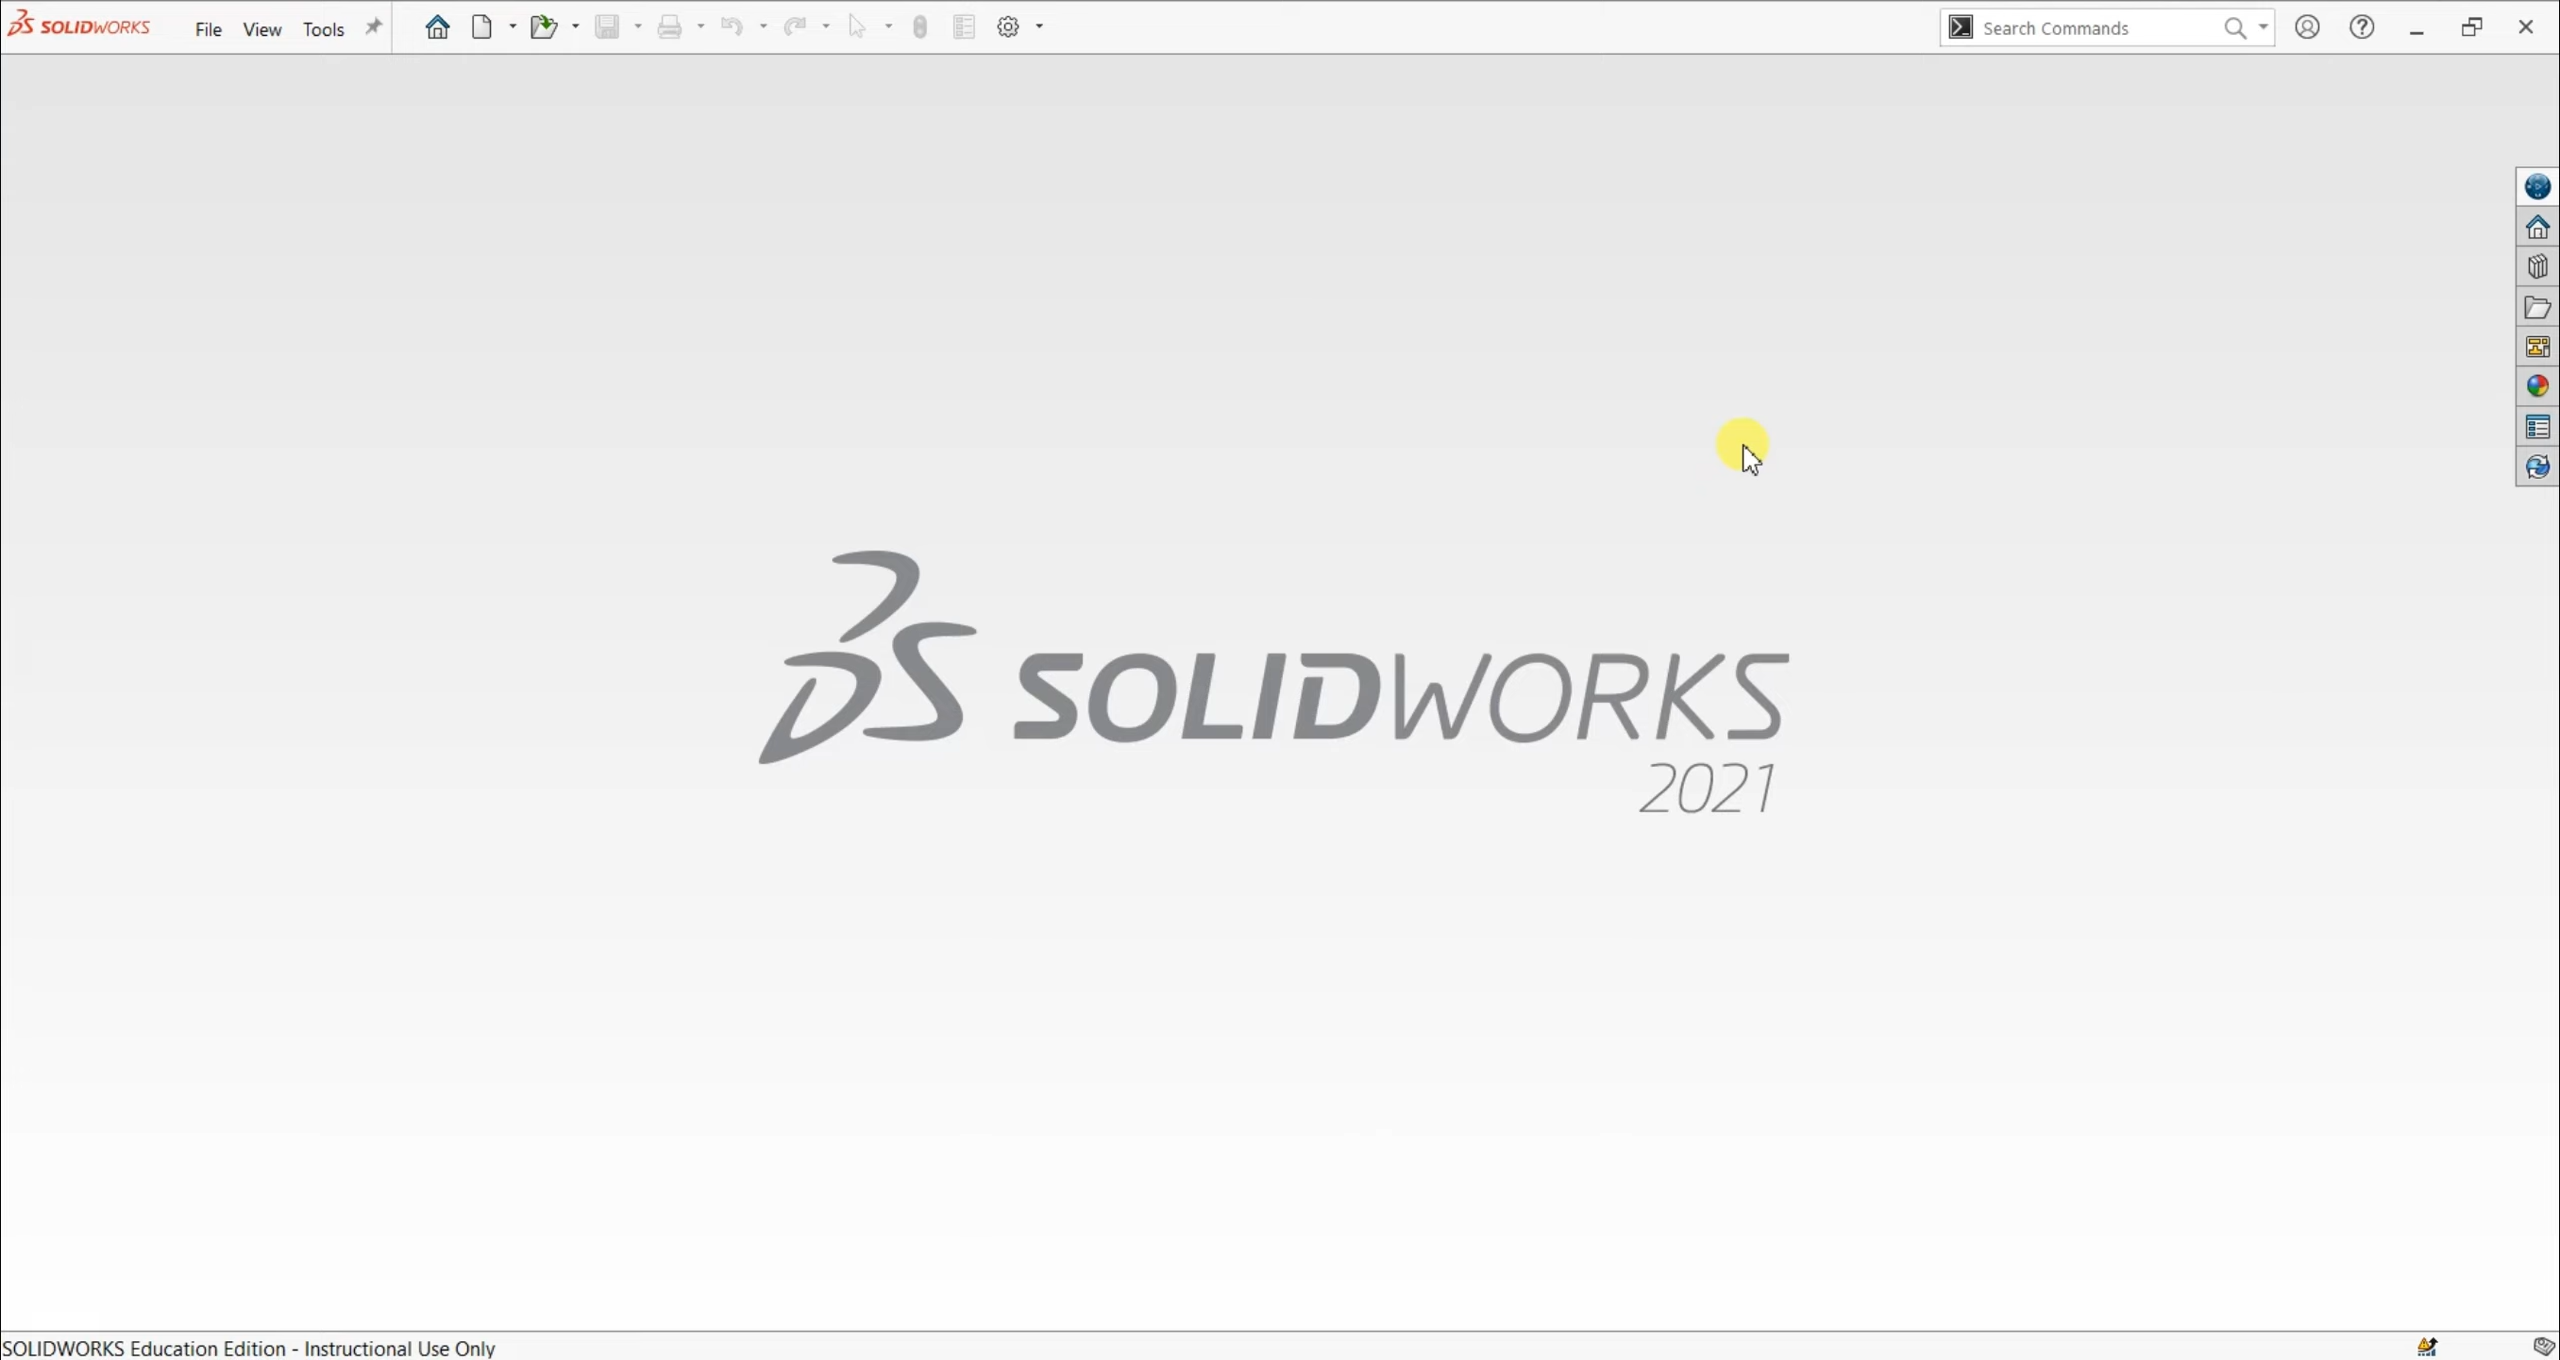 SOLIDWORKS File View Tools Search Commands
SOLIDWORKS
2021
SOLIDWORKS Education Edition - Instructional Use Only